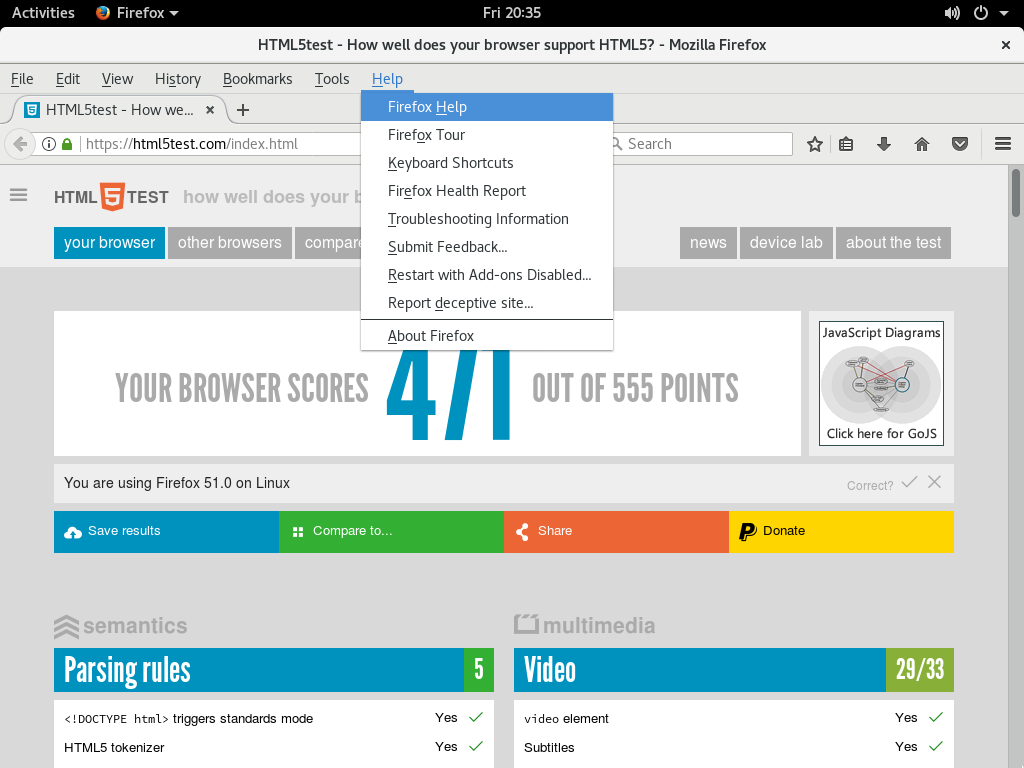 Activities Firefox Fri 20:35
HTML5test - How well does your browser support HTML5? - Mozilla Firefox
File Edit View History Bookmarks Tools Help
HTML5test - How we...
https://html5test.com/index.html Search
Firefox Help
Firefox Tour
Keyboard Shortcuts
Firefox Health Report
Troubleshooting Information
Submit Feedback...
Restart with Add-ons Disabled...
Report deceptive site...
About Firefox
HTML 5 TEST how well does your b
your browser other browsers compare news device lab about the test
YOUR BROWSER SCORES 471 OUT OF 555 POINTS
JavaScript Diagrams
Click here for GoJS
You are using Firefox 51.0 on Linux Correct?
Save results Compare to... Share Donate
semantics multimedia
Parsing rules 5 Video 29/33
<!DOCTYPE html> triggers standards mode Yes video element Yes
HTML5 tokenizer Yes Subtitles Yes